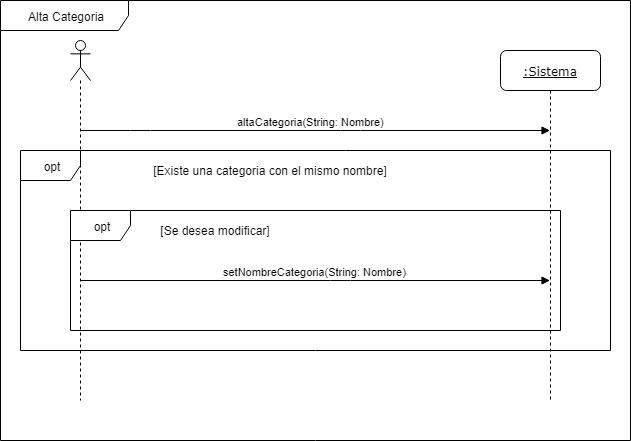 Alta Categoria
:Sistema
altaCategoria(String: Nombre)
opt
[Existe una categoria con el mismo nombre]
opt
[Se desea modificar]
setNombreCategoria(String: Nombre)